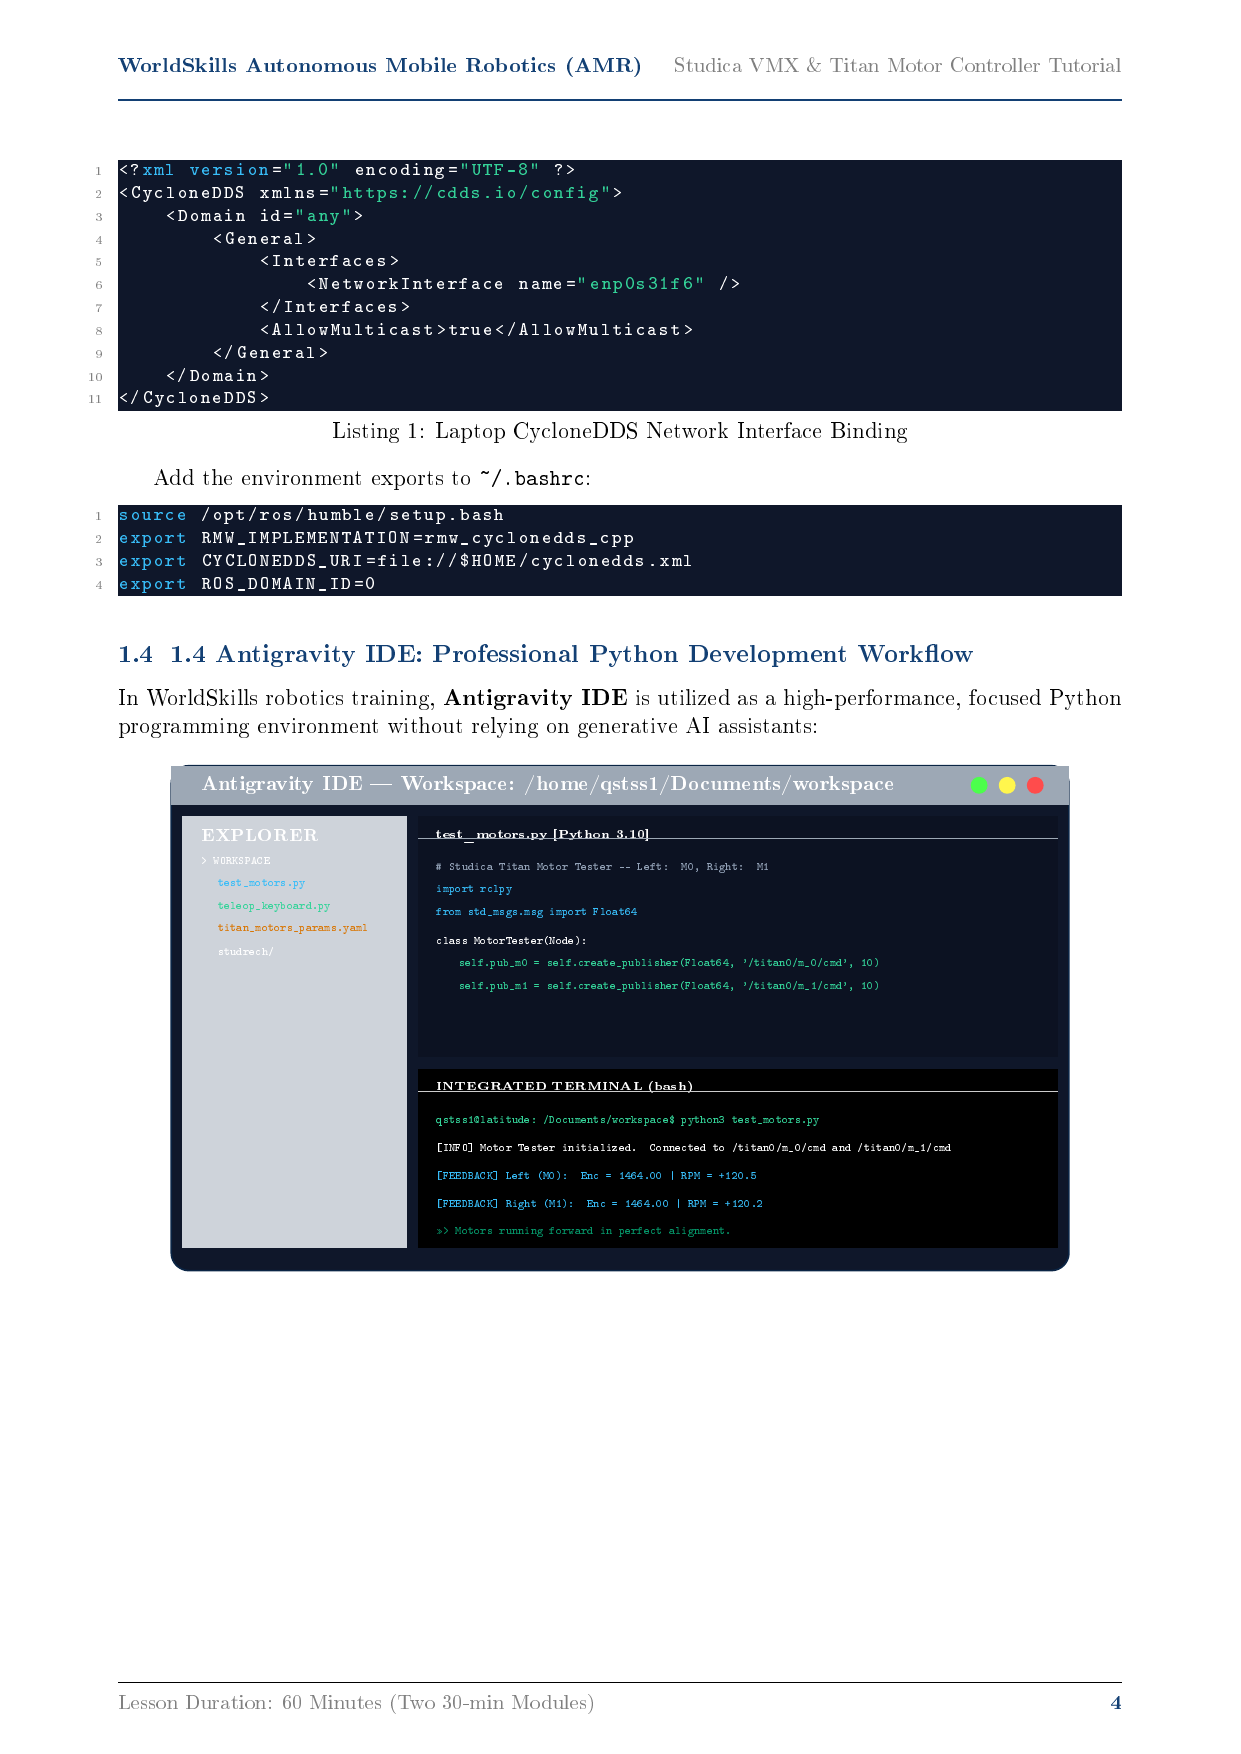 WorldSkills Autonomous Mobile Robotics (AMR) Studica VMX & Titan Motor Controller Tutorial
1 <?xml version="1.0" encoding="UTF-8" ?>
2 <CycloneDDS xmlns="https://cdds.io/config">
3 <Domain id="any">
4 <General>
5 <Interfaces>
6 <NetworkInterface name="enp0s31f6" />
7 </Interfaces>
8 <AllowMulticast>true</AllowMulticast>
9 </General>
10 </Domain>
11 </CycloneDDS>
Listing 1: Laptop CycloneDDS Network Interface Binding
Add the environment exports to ~/.bashrc:
1 source /opt/ros/humble/setup.bash
2 export RMW_IMPLEMENTATION=rmw_cyclonedds_cpp
3 export CYCLONEDDS_URI=file://$HOME/cyclonedds.xml
4 export ROS_DOMAIN_ID=0
1.4 1.4 Antigravity IDE: Professional Python Development Workflow
In WorldSkills robotics training, Antigravity IDE is utilized as a high-performance, focused Python
programming environment without relying on generative AI assistants:
Antigravity IDE — Workspace: /home/qstss1/Documents/workspace
EXPLORER
> WORKSPACE
test_motors.py
teleop_keyboard.py
titan_motors_params.yaml
studrech/
test_motors.py [Python 3.10]
# Studica Titan Motor Tester -- Left: M0, Right: M1
import rclpy
from std_msgs.msg import Float64
class MotorTester(Node):
self.pub_m0 = self.create_publisher(Float64, '/titan0/m_0/cmd', 10)
self.pub_m1 = self.create_publisher(Float64, '/titan0/m_1/cmd', 10)
INTEGRATED TERMINAL (bash)
qstss1@latitude: /Documents/workspace$ python3 test_motors.py
[INFO] Motor Tester initialized. Connected to /titan0/m_0/cmd and /titan0/m_1/cmd
[FEEDBACK] Left (M0): Enc = 1464.00 | RPM = +120.5
[FEEDBACK] Right (M1): Enc = 1464.00 | RPM = +120.2
»> Motors running forward in perfect alignment.
Lesson Duration: 60 Minutes (Two 30-min Modules) 4